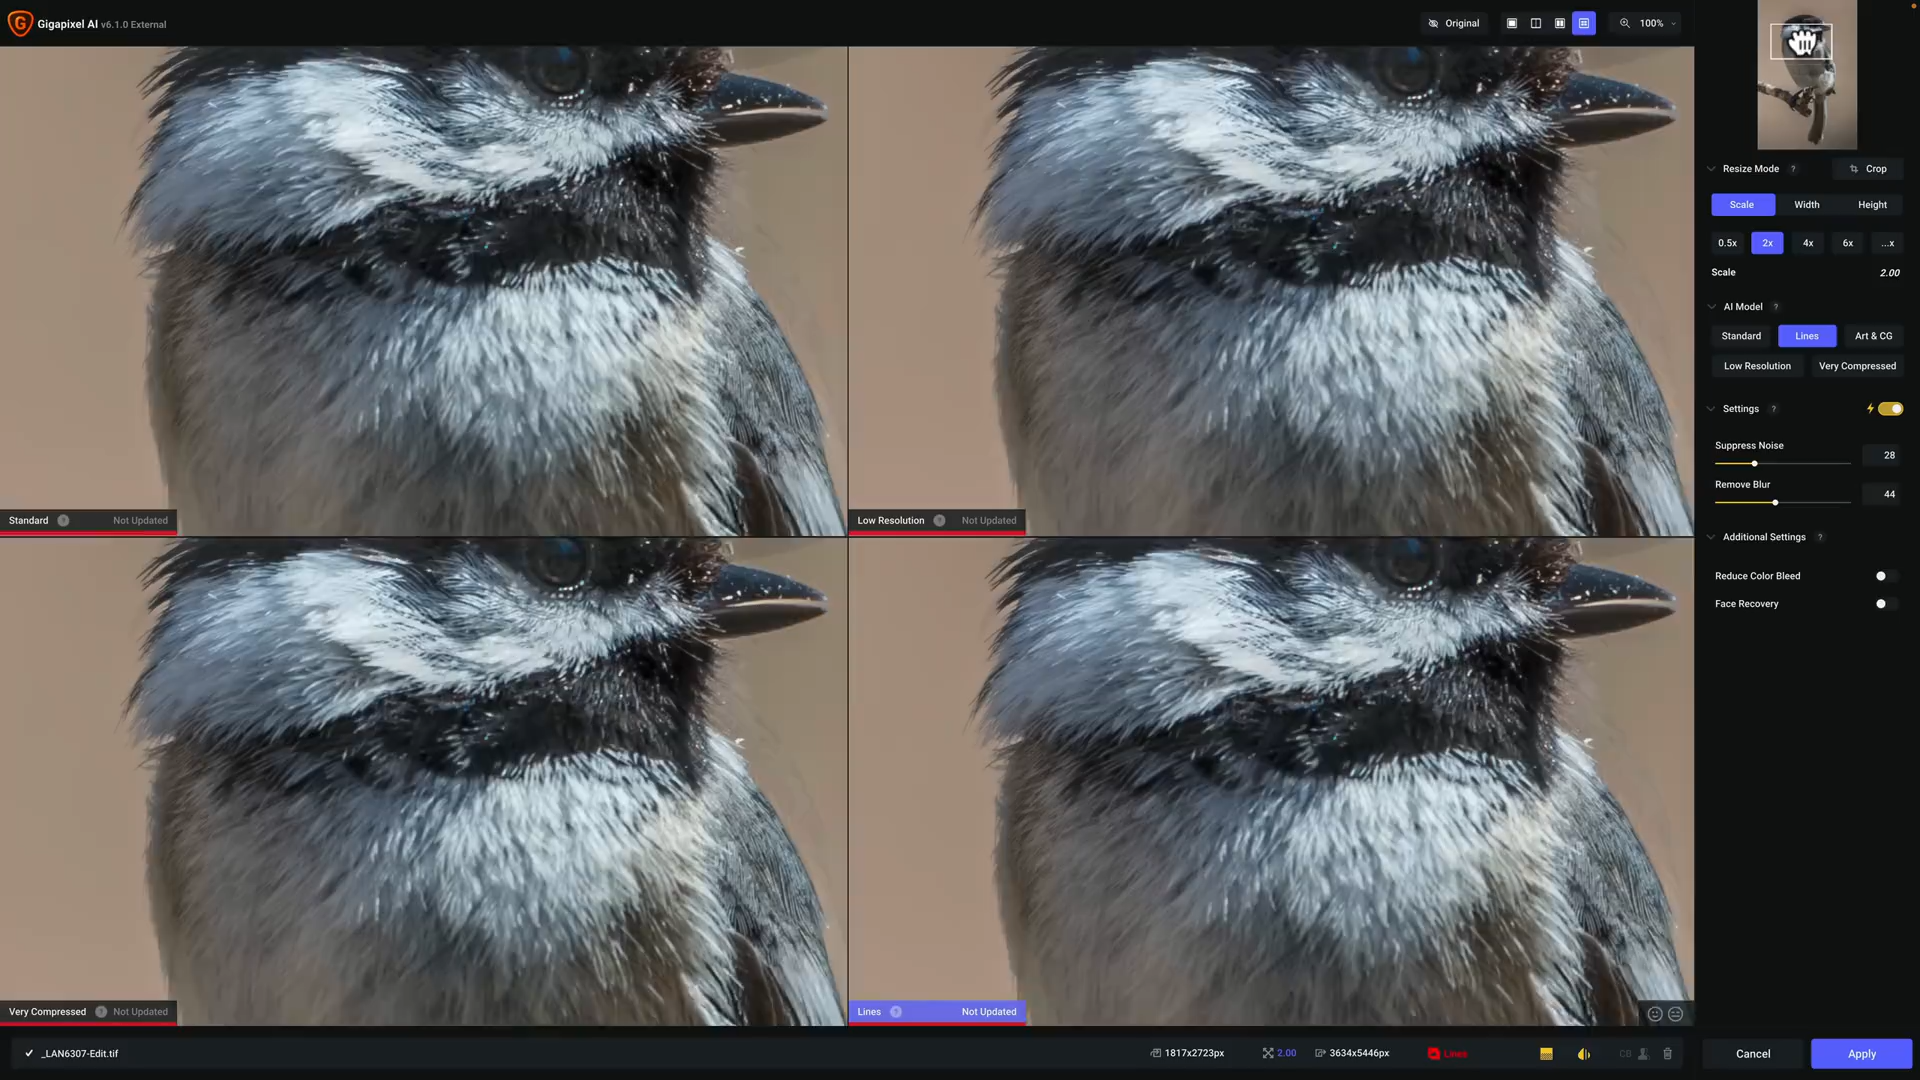 Gigapixel AI v6.1.0 External
Original
100%
Resize Mode ?
Crop
Scale Width Height
0.5x 2x 4x 6x ...x
Scale 2.00
AI Model ?
Standard Lines Art & CG
Low Resolution Very Compressed
Settings ?
Suppress Noise
28
Remove Blur
44
Additional Settings ?
Reduce Color Bleed
Face Recovery
Standard ? Not Updated
Low Resolution ? Not Updated
Very Compressed ? Not Updated
Lines ? Not Updated
_LAN6307-Edit.tif
1817x2723px
2.00
3634x5446px
Lines
CB
Cancel
Apply